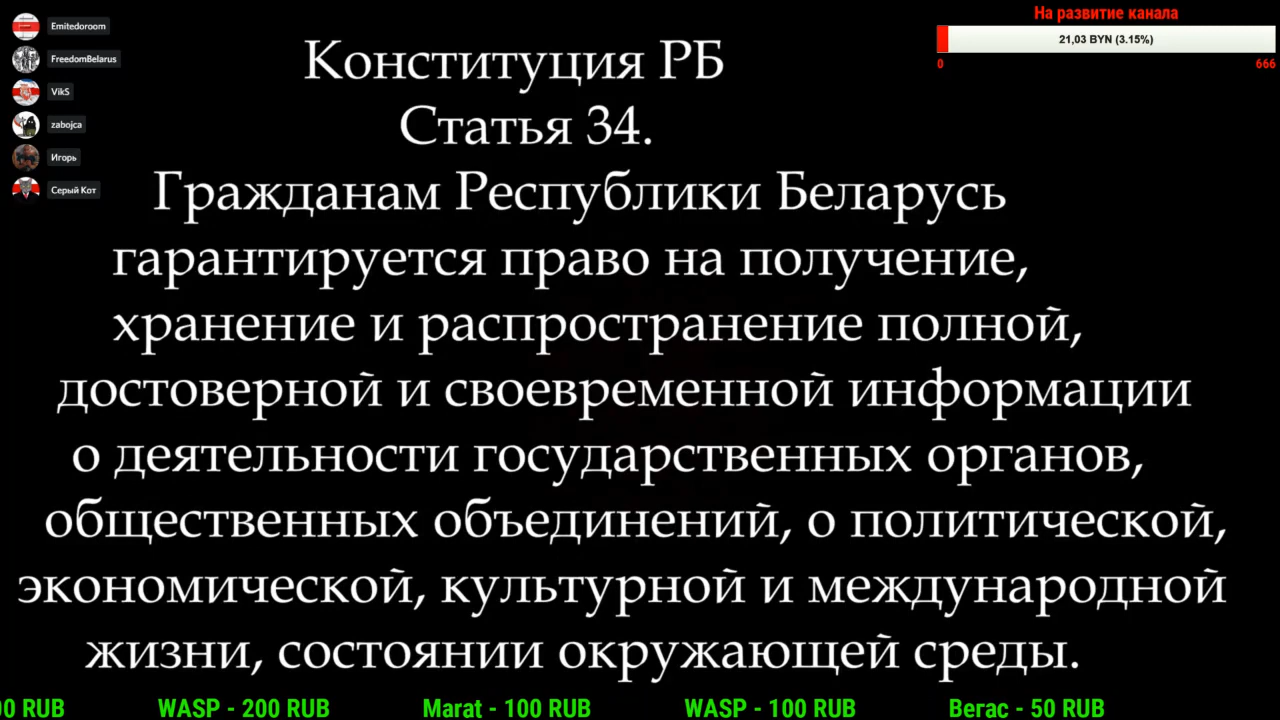 Emitedoroom
FreedomBelarus
VikS
zabojca
Игорь
Серый Кот
На развитие канала
21,03 BYN (3.15%)
0
666
Конституция РБ
Статья 34.
Гражданам Республики Беларусь
гарантируется право на получение,
хранение и распространение полной,
достоверной и своевременной информации
о деятельности государственных органов,
общественных объединений, о политической,
экономической, культурной и международной
жизни, состоянии окружающей среды.
0 RUB WASP - 200 RUB Marat - 100 RUB WASP - 100 RUB Вегас - 50 RUB